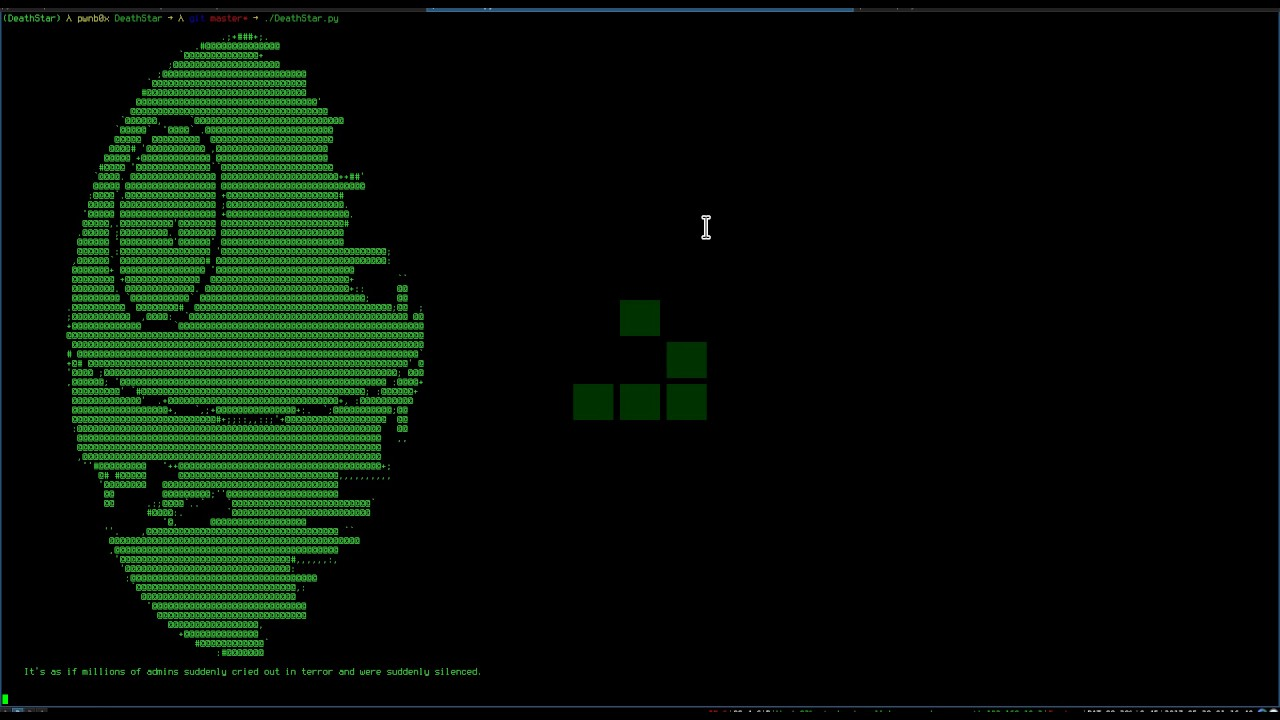 (DeathStar) λ pwnb0x DeathStar → λ git master* → ./DeathStar.py
It's as if millions of admins suddenly cried out in terror and were suddenly silenced.